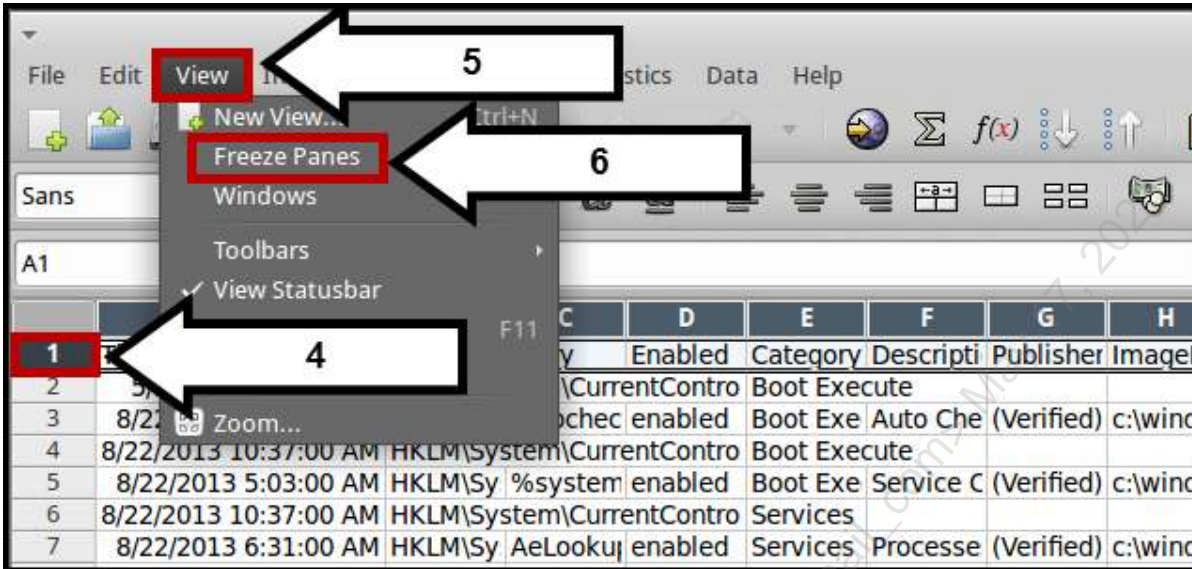 5
File Edit View stics Data Help
New View... Ctrl+N
Freeze Panes
6
f(x)
Sans
Windows
a
Toolbars
A1
View Statusbar
F11
C D E F G H
1 y Enabled Category Descripti Publisher Image
4
2 5/ \CurrentContro Boot Execute
3 8/22 ochec enabled Boot Exe Auto Che (Verified) c:\wind
Zoom...
4 8/22/2013 10:37:00 AM HKLM\System\CurrentContro Boot Execute
5 8/22/2013 5:03:00 AM HKLM\Sy %system enabled Boot Exe Service C (Verified) c:\wind
6 8/22/2013 10:37:00 AM HKLM\System\CurrentContro Services
7 8/22/2013 6:31:00 AM HKLM\Sy AeLooku enabled Services Processe (Verified) c:\wind